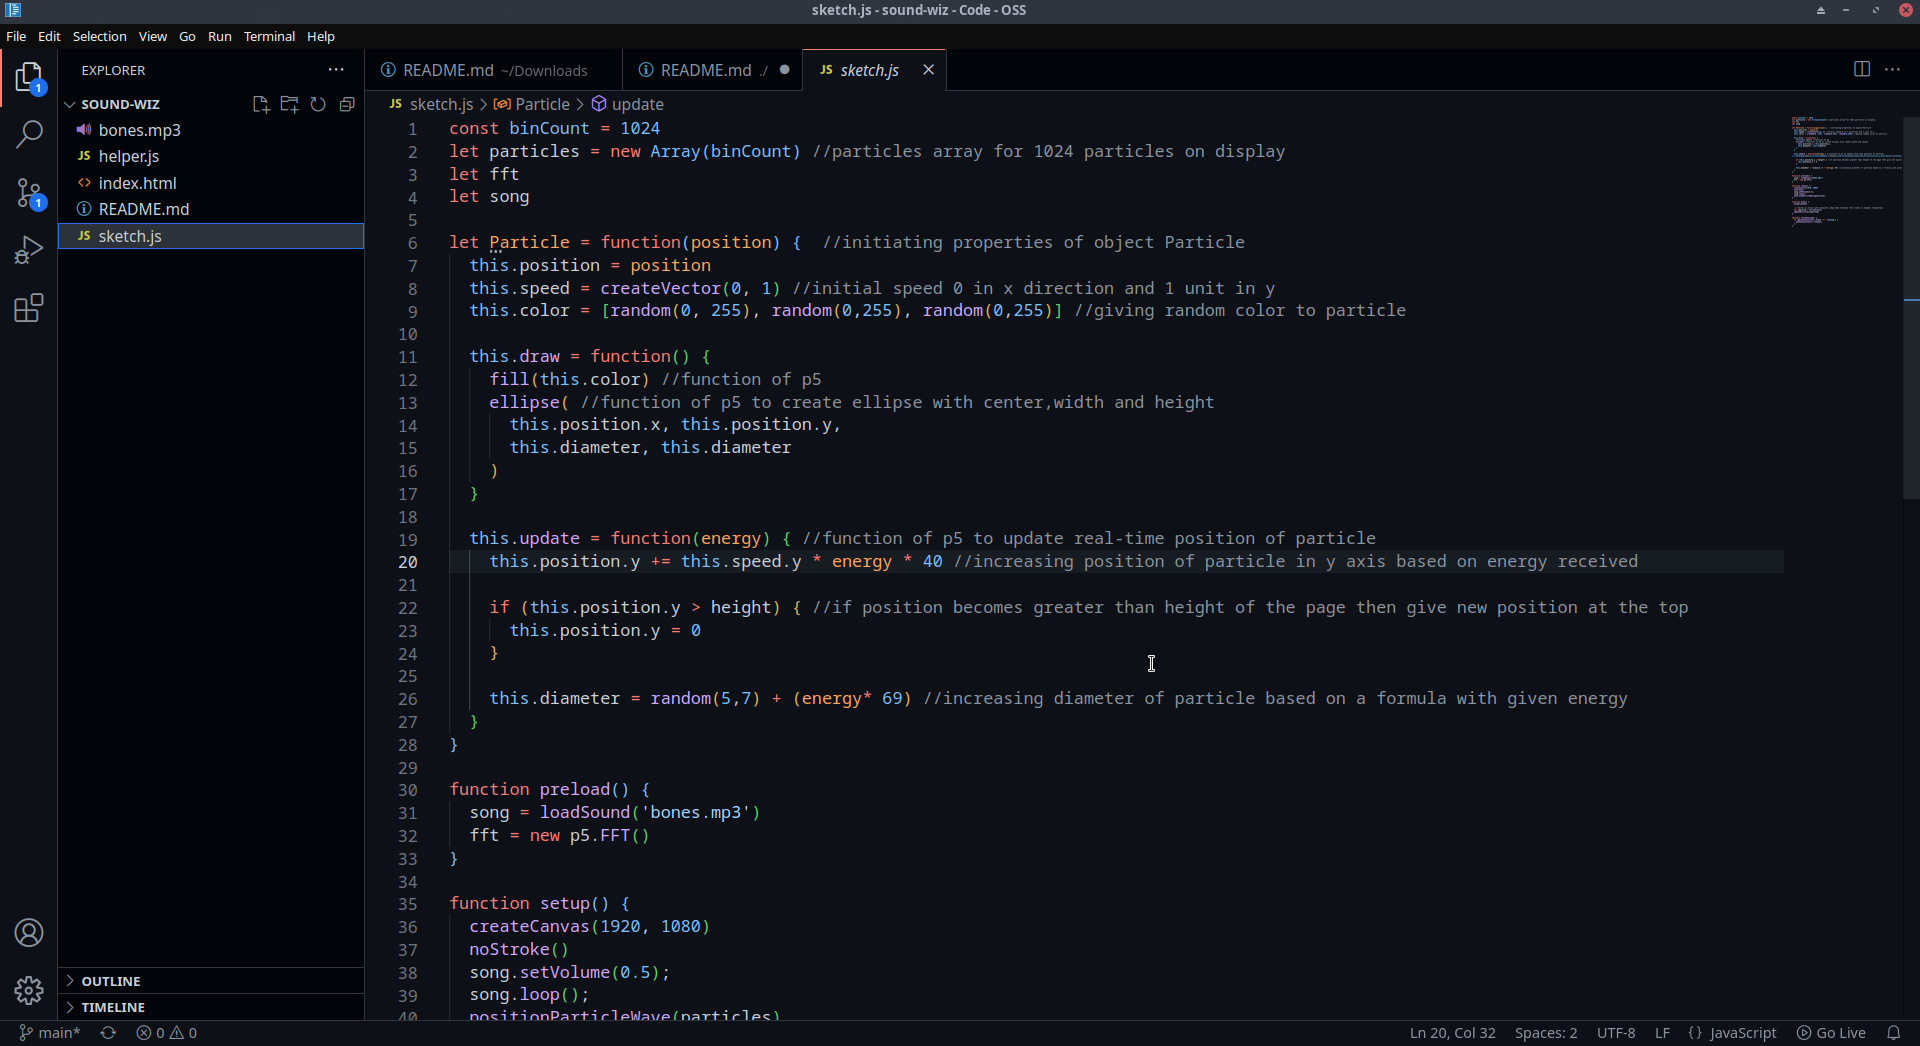 sketch.js - sound-wiz - Code - OSS
File Edit Selection View Go Run Terminal Help
EXPLORER
README.md ~/Downloads
README.md ./
JS sketch.js
SOUND-WIZ
JS sketch.js > Particle > update
1
1
bones.mp3
JS helper.js
index.html
README.md
JS sketch.js
1 const binCount = 1024
2 let particles = new Array(binCount) //particles array for 1024 particles on display
3 let fft
4 let song
5
6 let Particle = function(position) {  //initiating properties of object Particle
7   this.position = position
8   this.speed = createVector(0, 1) //initial speed 0 in x direction and 1 unit in y
9   this.color = [random(0, 255), random(0,255), random(0,255)] //giving random color to particle
10
11   this.draw = function() {
12     fill(this.color) //function of p5
13     ellipse( //function of p5 to create ellipse with center,width and height
14       this.position.x, this.position.y,
15       this.diameter, this.diameter
16     )
17   }
18
19   this.update = function(energy) { //function of p5 to update real-time position of particle
20     this.position.y += this.speed.y * energy * 40 //increasing position of particle in y axis based on energy received
21
22     if (this.position.y > height) { //if position becomes greater than height of the page then give new position at the top
23       this.position.y = 0
24     }
25
26     this.diameter = random(5,7) + (energy* 69) //increasing diameter of particle based on a formula with given energy
27   }
28 }
29
30 function preload() {
31   song = loadSound('bones.mp3')
32   fft = new p5.FFT()
33 }
34
35 function setup() {
36   createCanvas(1920, 1080)
37   noStroke()
38   song.setVolume(0.5);
39   song.loop();
40   positionParticleWave(particles)
OUTLINE
TIMELINE
main* 0 0
Ln 20, Col 32 Spaces: 2 UTF-8 LF {} JavaScript Go Live